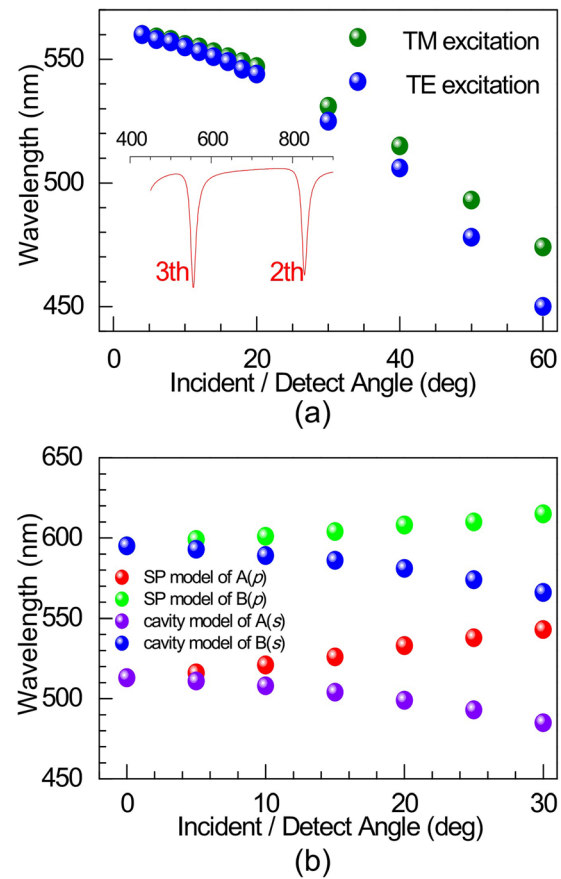 550
500
450
Wavelength (nm)
TM excitation
TE excitation
400 600 800
3th 2th
0 20 40 60
Incident / Detect Angle (deg)
(a)
650
600
550
500
450
Wavelength (nm)
SP model of A(p)
SP model of B(p)
cavity model of A(s)
cavity model of B(s)
0 10 20 30
Incident / Detect Angle (deg)
(b)